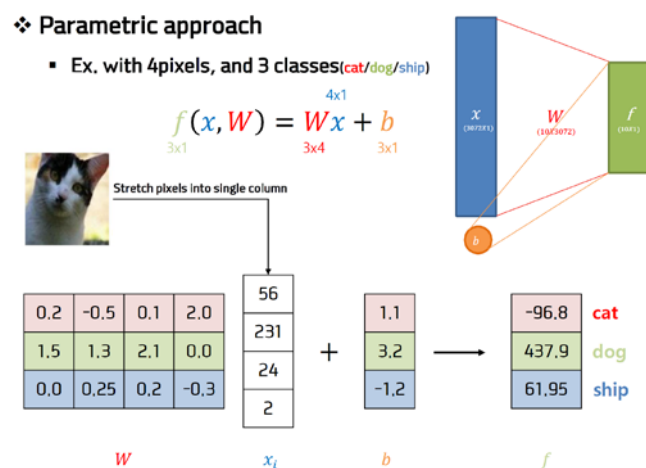 ❖ Parametric approach
▪ Ex. with 4pixels, and 3 classes(cat/dog/ship)
4x1
f(x, W) = Wx + b
3x1 3x4 3x1
x
(3072X1)
W
(10X3072)
f
(10X1)
b
Stretch pixels into single column
0.2 -0.5 0.1 2.0
1.5 1.3 2.1 0.0
0.0 0.25 0.2 -0.3
56
231
24
2
+
1.1
3.2
-1.2
-96.8 cat
437.9 dog
61.95 ship
W xi b f